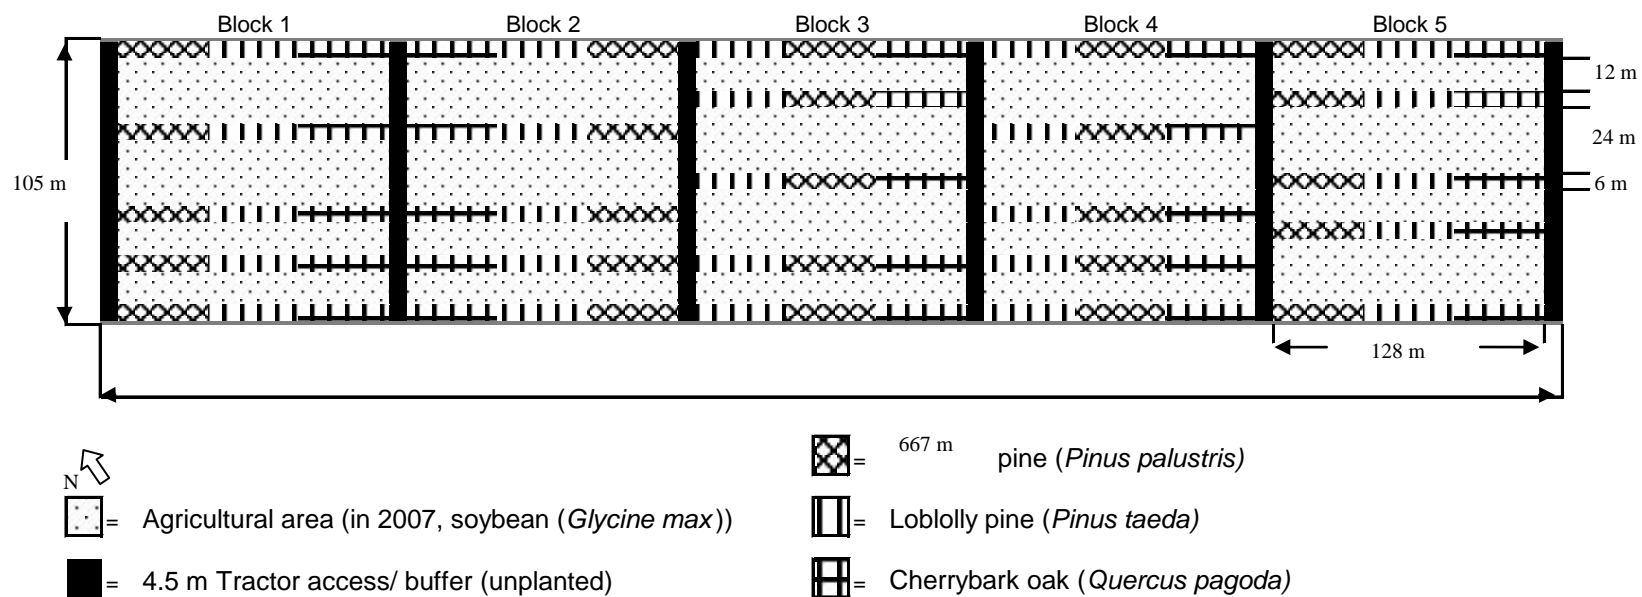 Block 1 Block 2 Block 3 Block 4 Block 5
12 m
24 m
105 m
6 m
128 m
667 m
= pine (Pinus palustris)
N
= Agricultural area (in 2007, soybean (Glycine max))
= Loblolly pine (Pinus taeda)
= 4.5 m Tractor access/ buffer (unplanted)
= Cherrybark oak (Quercus pagoda)